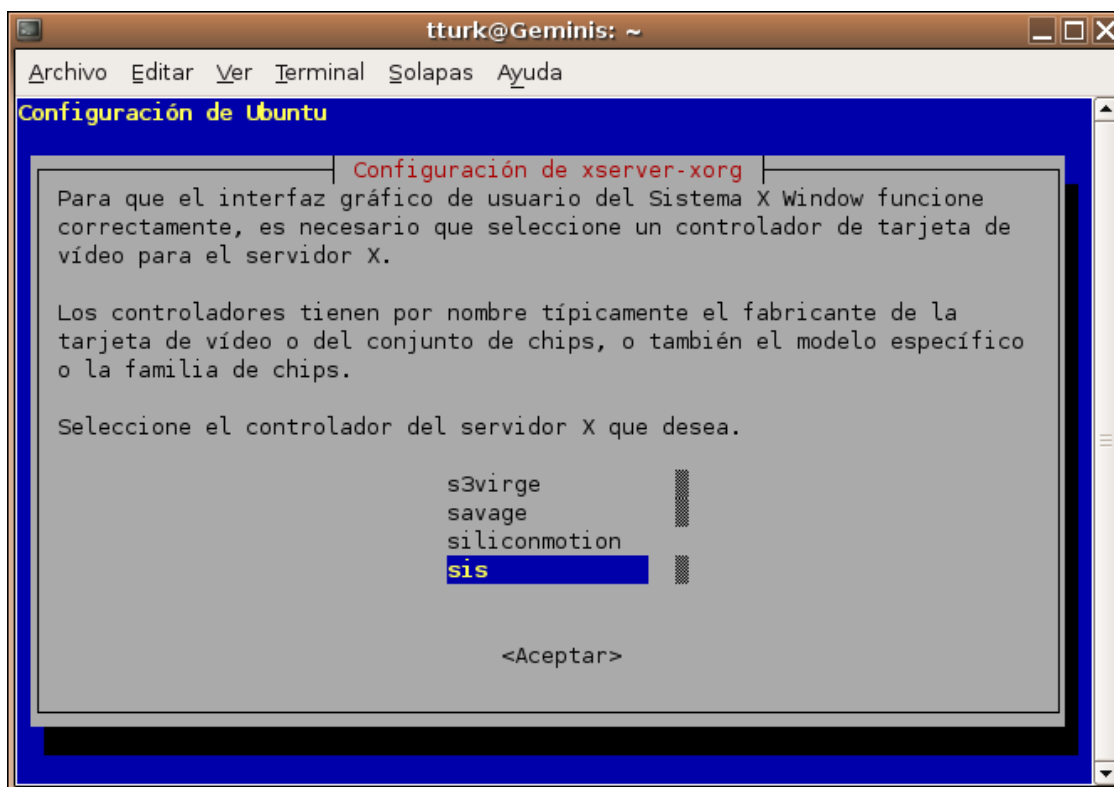 tturk@Geminis: ~
Archivo Editar Ver Terminal Solapas Ayuda
Configuración de Ubuntu
Configuración de xserver-xorg
Para que el interfaz gráfico de usuario del Sistema X Window funcione
correctamente, es necesario que seleccione un controlador de tarjeta de
vídeo para el servidor X.
Los controladores tienen por nombre típicamente el fabricante de la
tarjeta de vídeo o del conjunto de chips, o también el modelo específico
o la familia de chips.
Seleccione el controlador del servidor X que desea.
s3virge
savage
siliconmotion
sis
<Aceptar>